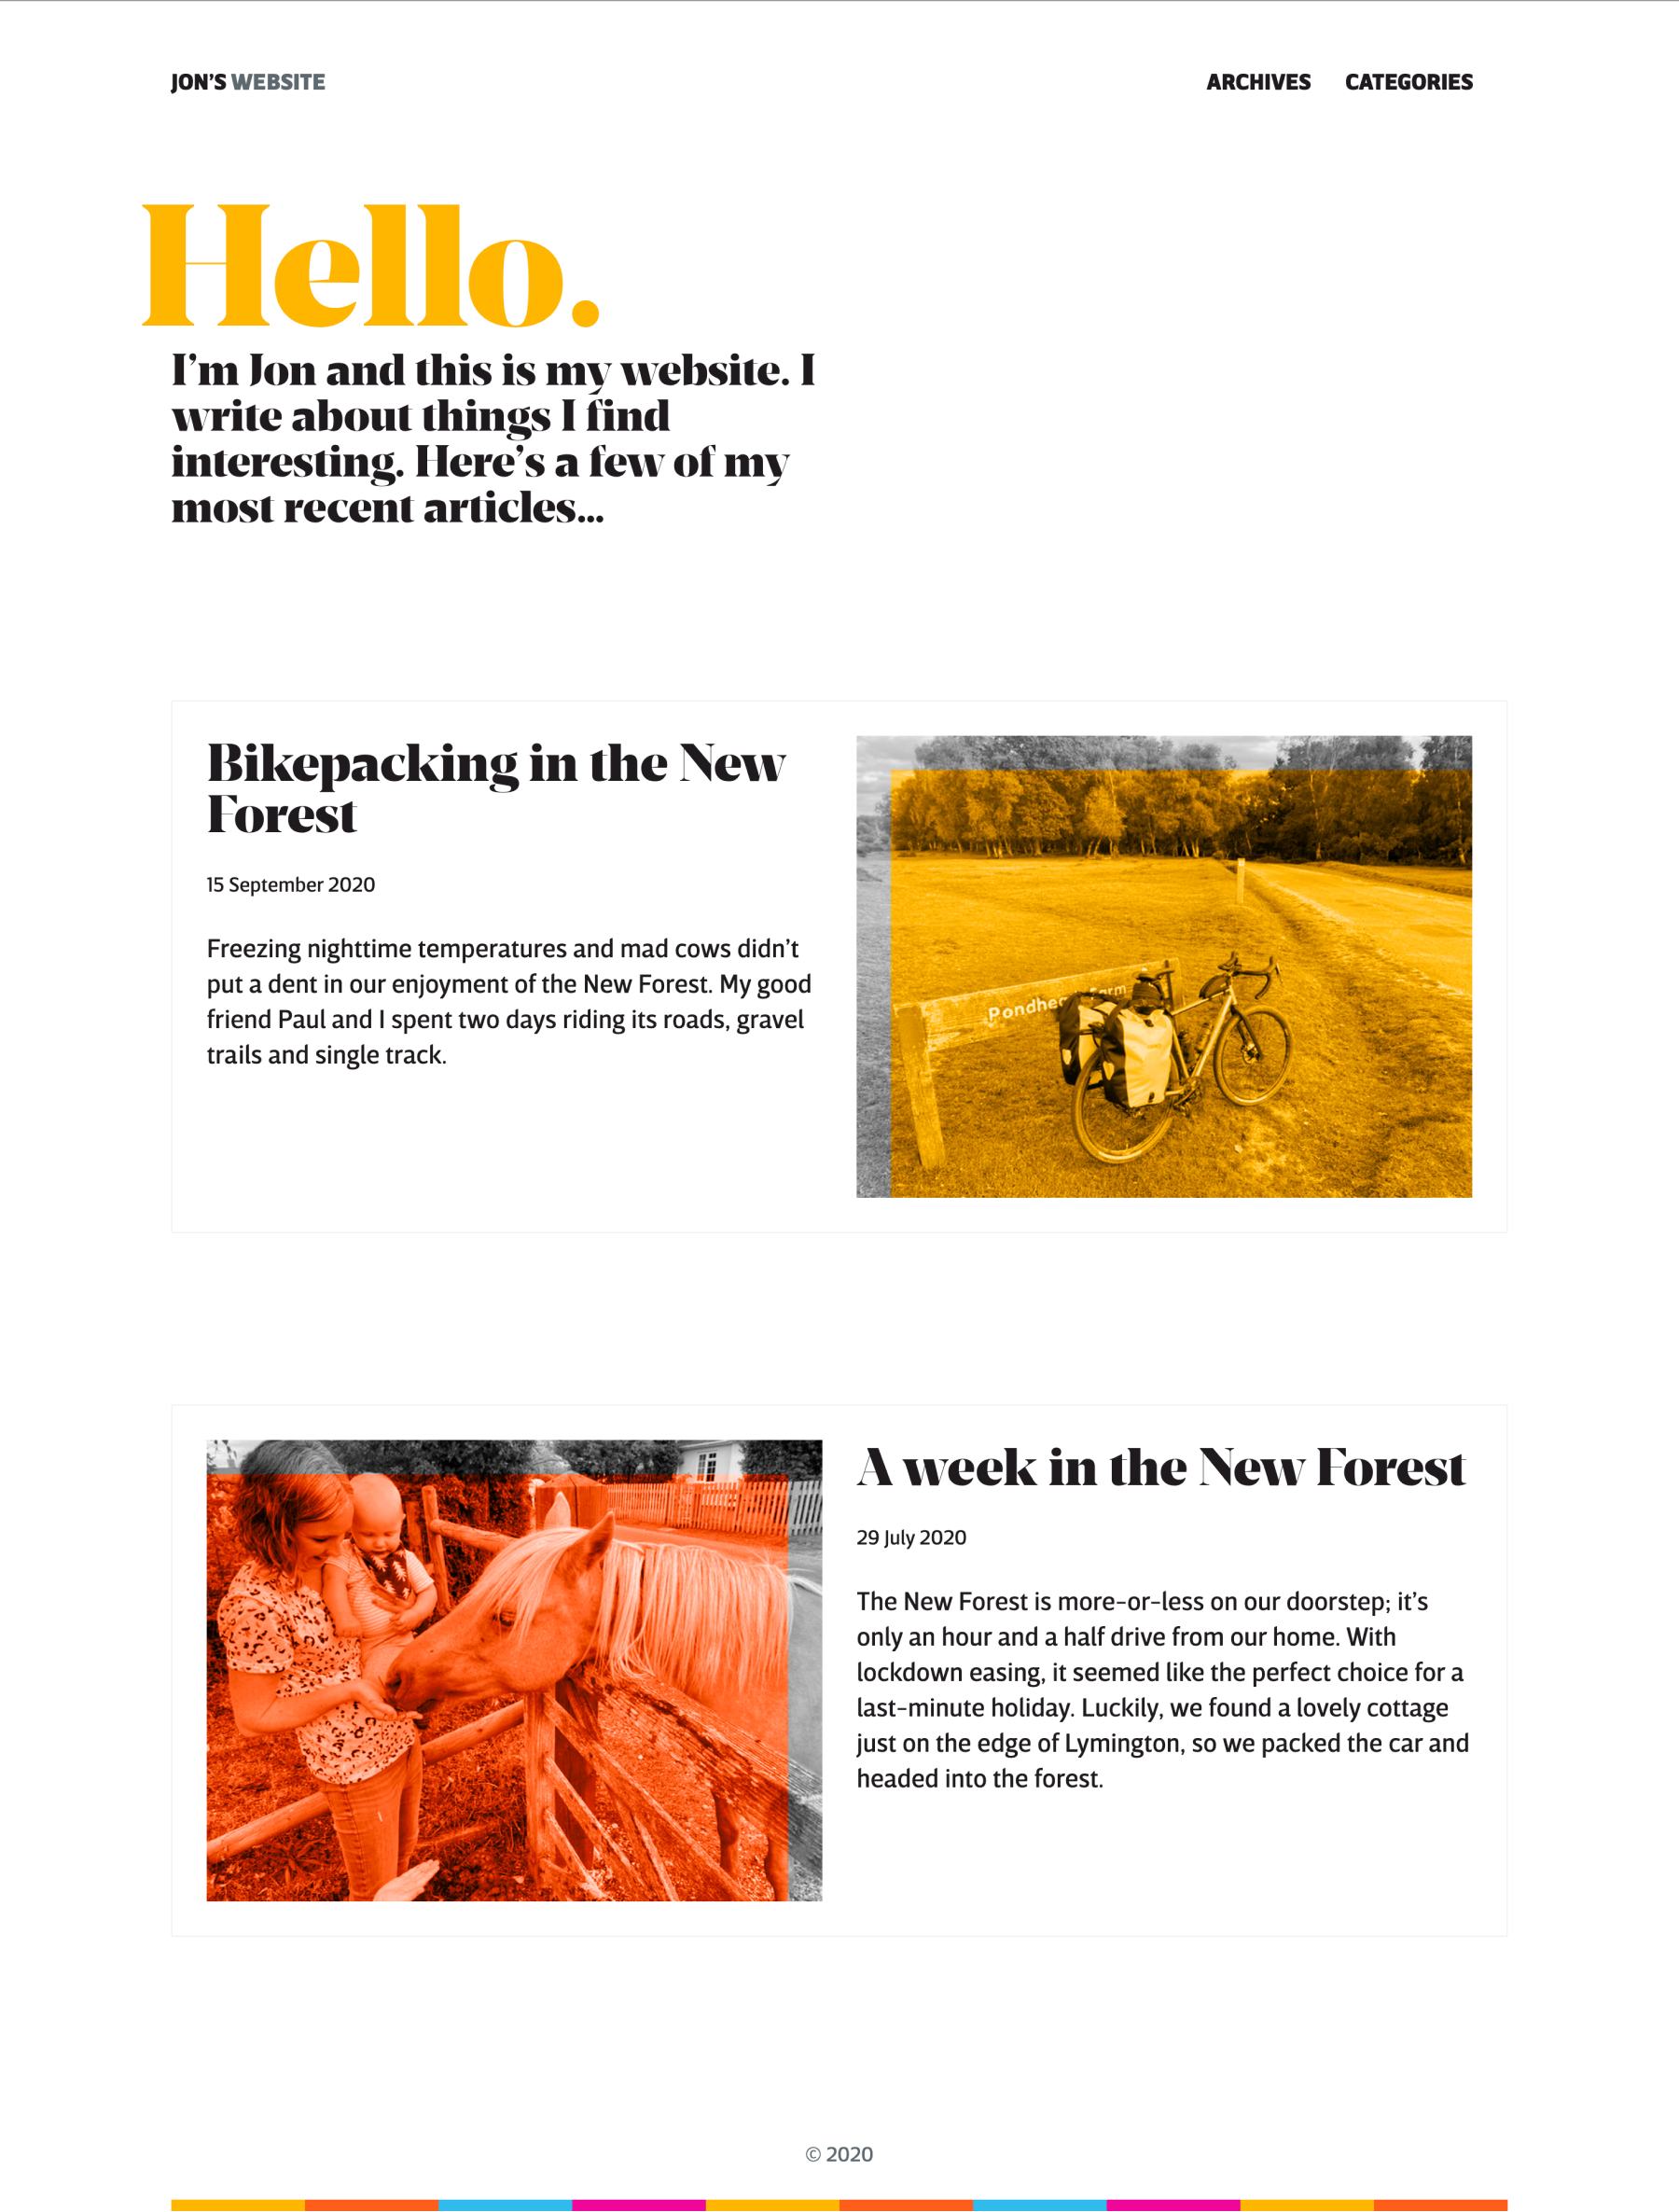 JON’S WEBSITE
ARCHIVES CATEGORIES
Hello.
I’m Jon and this is my website. I
write about things I find
interesting. Here’s a few of my
most recent articles…
Bikepacking in the New
Forest
15 September 2020
Freezing nighttime temperatures and mad cows didn’t
put a dent in our enjoyment of the New Forest. My good
friend Paul and I spent two days riding its roads, gravel
trails and single track.
A week in the New Forest
29 July 2020
The New Forest is more-or-less on our doorstep; it’s
only an hour and a half drive from our home. With
lockdown easing, it seemed like the perfect choice for a
last-minute holiday. Luckily, we found a lovely cottage
just on the edge of Lymington, so we packed the car and
headed into the forest.
© 2020